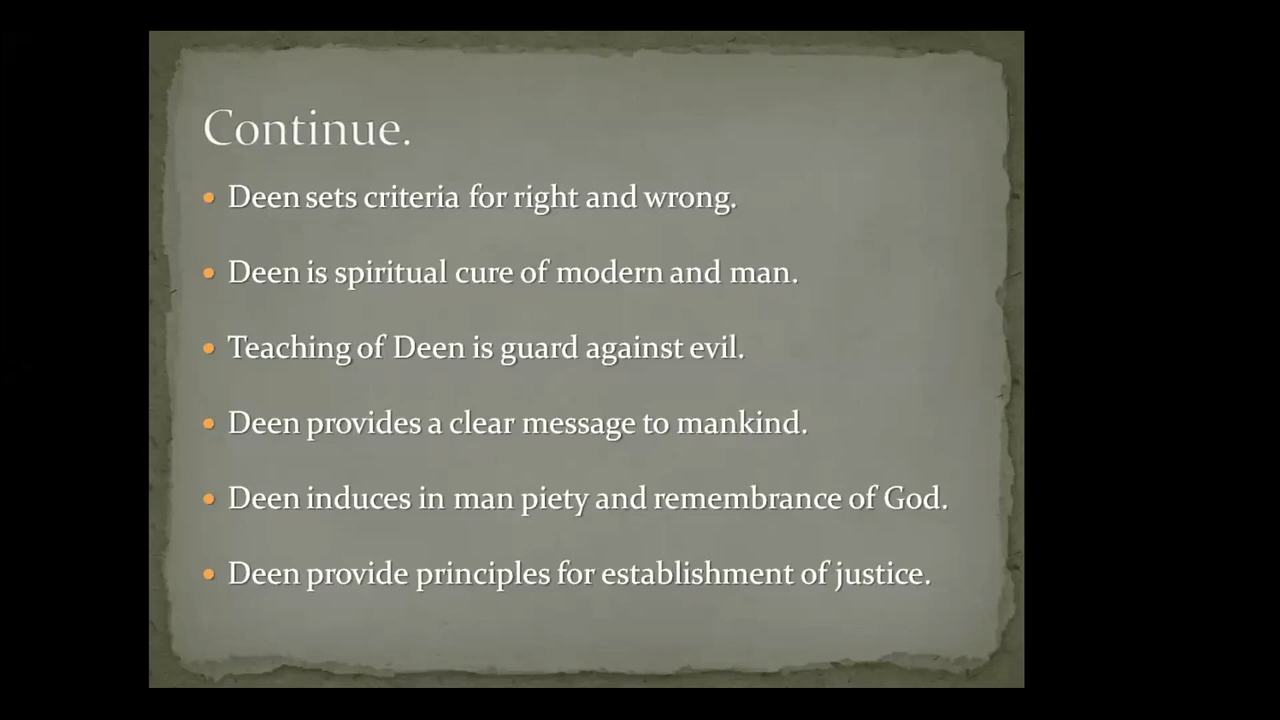 Continue.
• Deen sets criteria for right and wrong.
• Deen is spiritual cure of modern and man.
• Teaching of Deen is guard against evil.
• Deen provides a clear message to mankind.
• Deen induces in man piety and remembrance of God.
• Deen provide principles for establishment of justice.